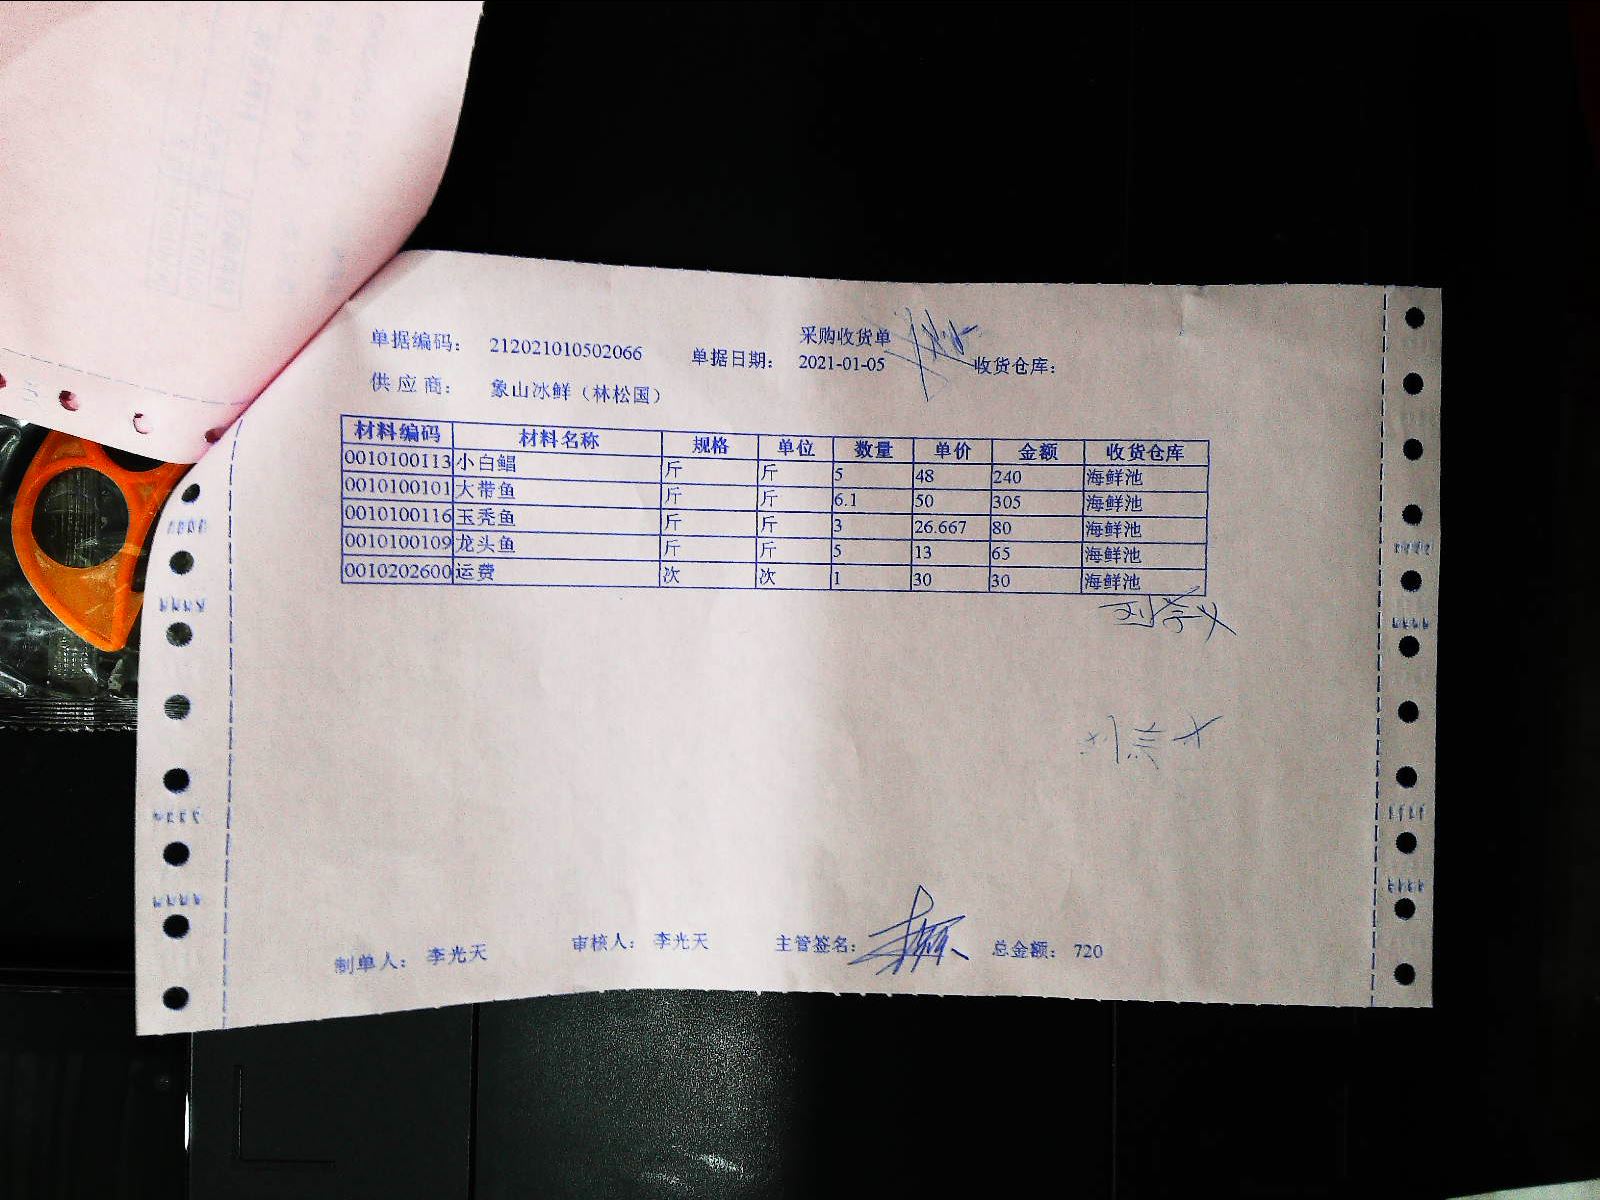 采购收货单
单据编码： 212021010502066 单据日期： 2021-01-05 收货仓库：
供应商： 象山冰鲜（林松国）
材料编码 材料名称 规格 单位 数量 单价 金额 收货仓库
0010100113 小白鲳 斤 斤 5 48 240 海鲜池
0010100101 大带鱼 斤 斤 6.1 50 305 海鲜池
0010100116 玉秃鱼 斤 斤 3 26.667 80 海鲜池
0010100109 龙头鱼 斤 斤 5 13 65 海鲜池
0010202600 运费 次 次 1 30 30 海鲜池
制单人： 李光天 审核人： 李光天 主管签名： 总金额： 720